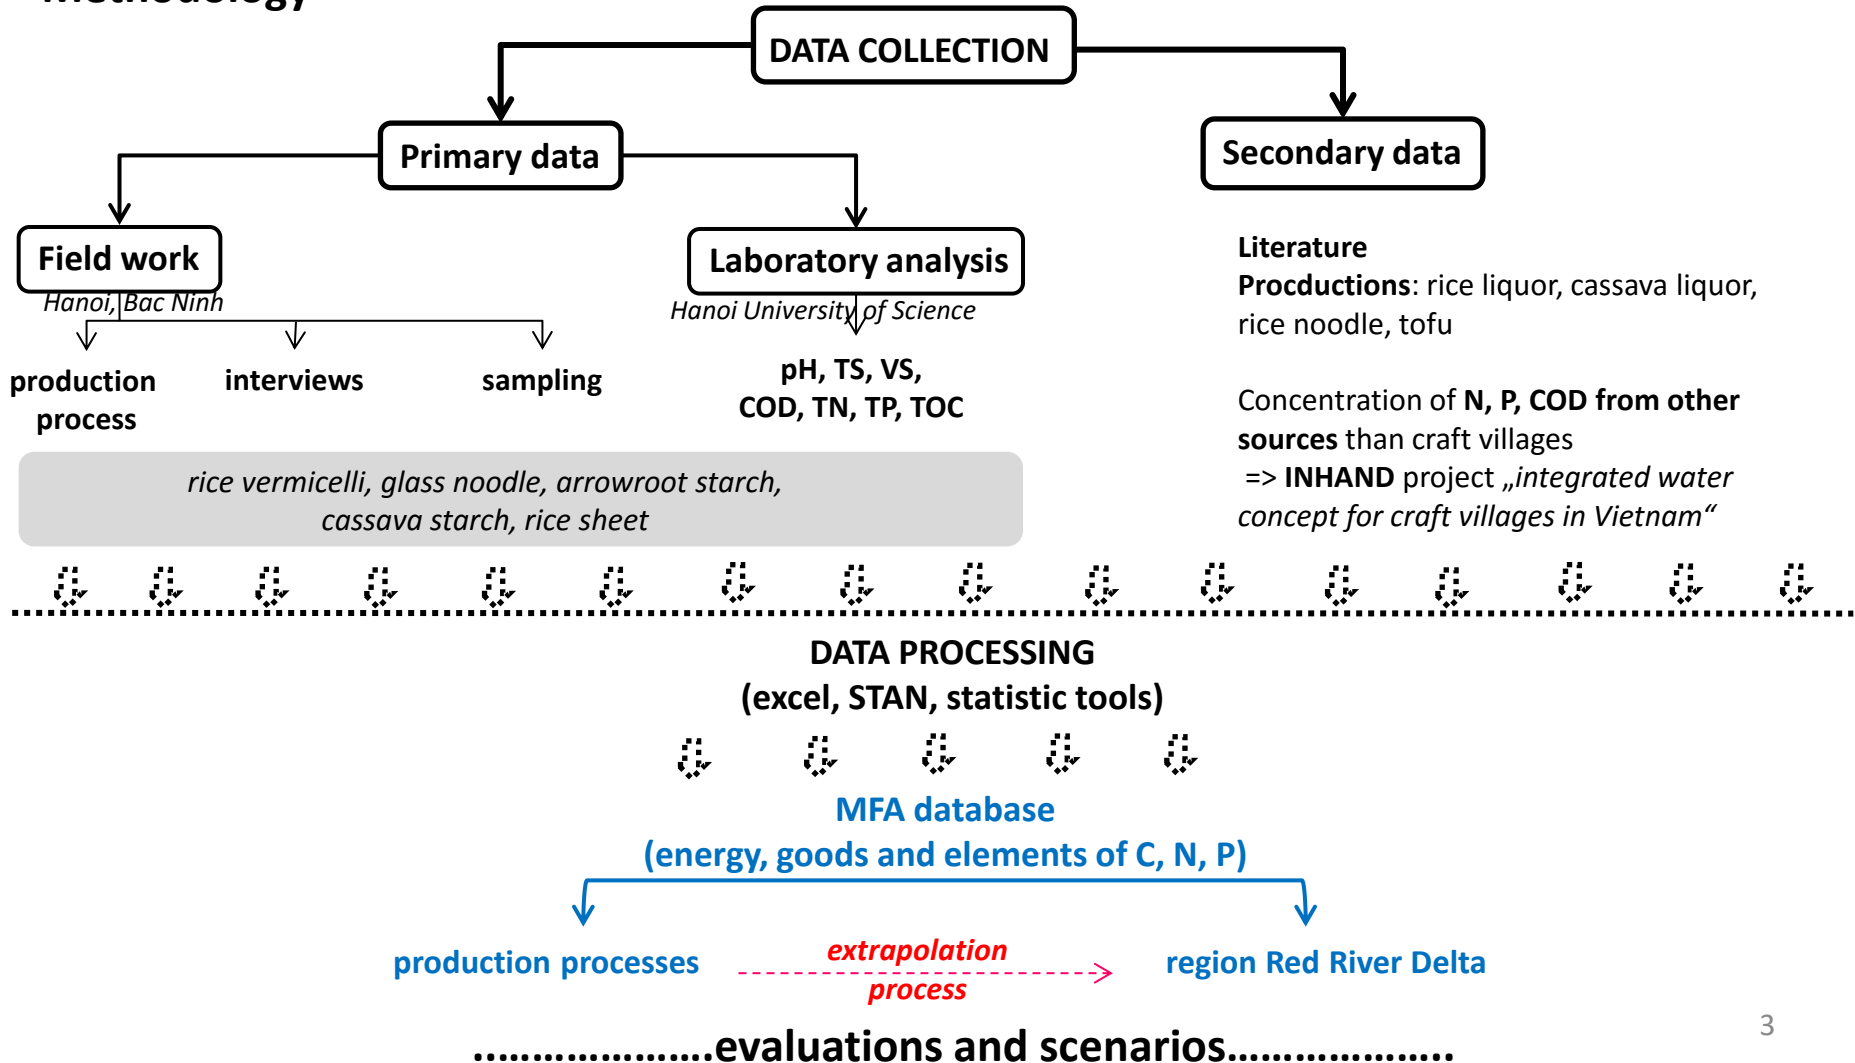 Methodology
DATA COLLECTION
Primary data
Secondary data
Field work
Hanoi, Bac Ninh
Laboratory analysis
Hanoi University of Science
production
process
interviews
sampling
pH, TS, VS,
COD, TN, TP, TOC
rice vermicelli, glass noodle, arrowroot starch,
cassava starch, rice sheet
Literature
Procductions: rice liquor, cassava liquor,
rice noodle, tofu
Concentration of N, P, COD from other
sources than craft villages
=> INHAND project „integrated water
concept for craft villages in Vietnam“
DATA PROCESSING
(excel, STAN, statistic tools)
MFA database
(energy, goods and elements of C, N, P)
production processes
extrapolation
process
region Red River Delta
…………………..evaluations and scenarios………………..
3